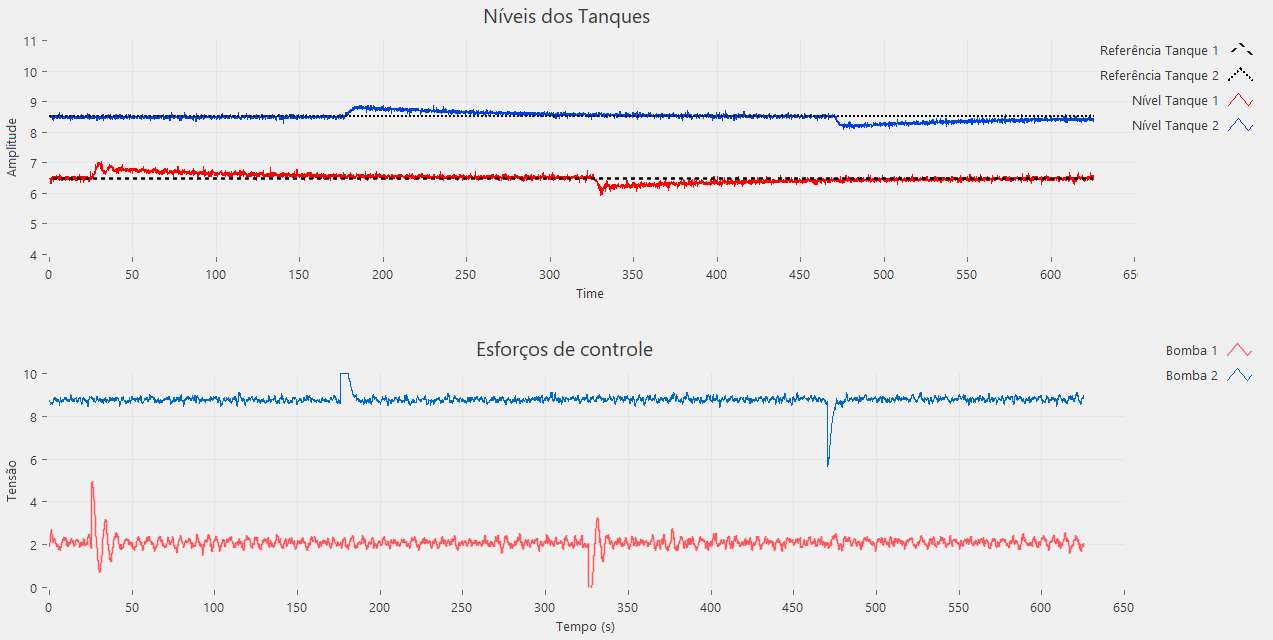 Níveis dos Tanques
Amplitude
11
10
9
8
7
6
5
4
0 50 100 150 200 250 300 350 400 450 500 550 600 65
Time
Referência Tanque 1
Referência Tanque 2
Nível Tanque 1
Nível Tanque 2
Esforços de controle
Tensão
10
8
6
4
2
0
0 50 100 150 200 250 300 350 400 450 500 550 600 650
Tempo (s)
Bomba 1
Bomba 2